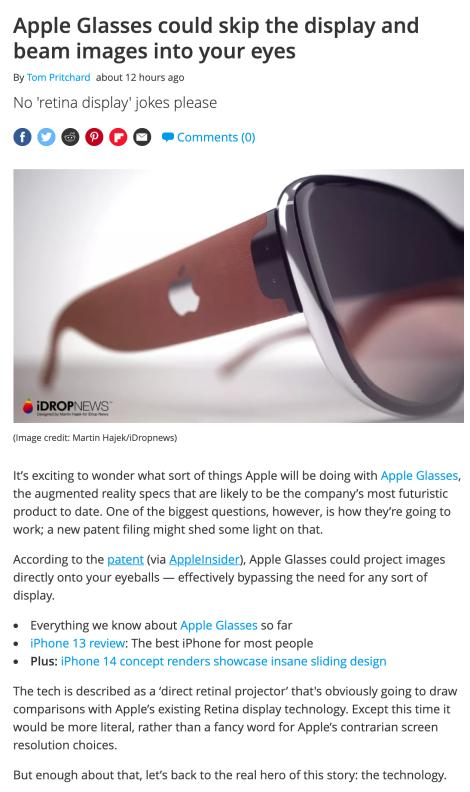 Apple Glasses could skip the display and
beam images into your eyes
By Tom Pritchard about 12 hours ago
No 'retina display' jokes please
Comments (0)
iDROPNEWS™
Designed by Martin Hajek for iDrop News
(Image credit: Martin Hajek/iDropnews)
It’s exciting to wonder what sort of things Apple will be doing with Apple Glasses,
the augmented reality specs that are likely to be the company’s most futuristic
product to date. One of the biggest questions, however, is how they’re going to
work; a new patent filing might shed some light on that.
According to the patent (via AppleInsider), Apple Glasses could project images
directly onto your eyeballs — effectively bypassing the need for any sort of
display.
• Everything we know about Apple Glasses so far
• iPhone 13 review: The best iPhone for most people
• Plus: iPhone 14 concept renders showcase insane sliding design
The tech is described as a ‘direct retinal projector’ that's obviously going to draw
comparisons with Apple’s existing Retina display technology. Except this time it
would be more literal, rather than a fancy word for Apple’s contrarian screen
resolution choices.
But enough about that, let’s back to the real hero of this story: the technology.